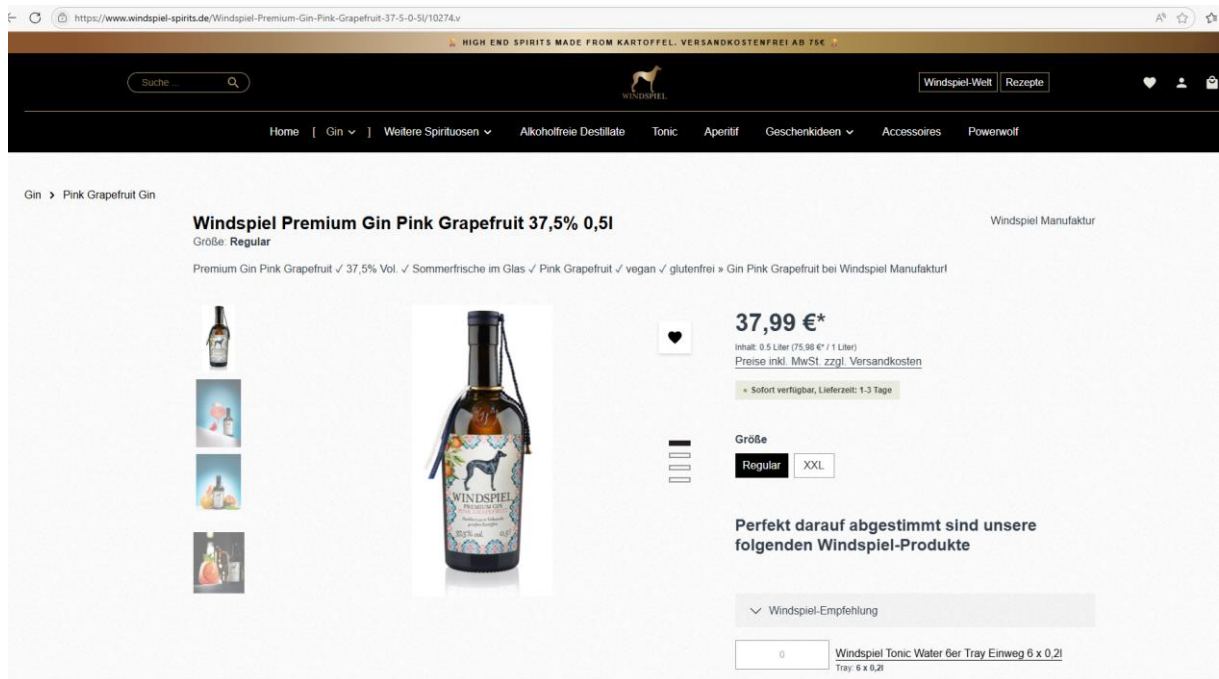 https://www.windspiel-spirits.de/Windspiel-Premium-Gin-Pink-Grapefruit-37-5-0-5l/10274.v
HIGH END SPIRITS MADE FROM KARTOFFEL. VERSANDKOSTENFREI AB 75€
Suche ...
WINDSPIEL
Windspiel-Welt Rezepte
Home [ Gin ] Weitere Spirituosen Alkoholfreie Destillate Tonic Aperitif Geschenkideen Accessoires Powerwolf
Gin > Pink Grapefruit Gin
Windspiel Premium Gin Pink Grapefruit 37,5% 0,5l
Windspiel Manufaktur
Größe: Regular
Premium Gin Pink Grapefruit ✓ 37,5% Vol. ✓ Sommerfrische im Glas ✓ Pink Grapefruit ✓ vegan ✓ glutenfrei » Gin Pink Grapefruit bei Windspiel Manufaktur!
WINDSPIEL
PREMIUM GIN
PINK GRAPEFRUIT
37,5% vol. 0,5l
37,99 €*
Inhalt: 0.5 Liter (75,98 €* / 1 Liter)
Preise inkl. MwSt. zzgl. Versandkosten
Sofort verfügbar, Lieferzeit: 1-3 Tage
Größe
Regular XXL
Perfekt darauf abgestimmt sind unsere
folgenden Windspiel-Produkte
Windspiel-Empfehlung
0
Windspiel Tonic Water 6er Tray Einweg 6 x 0,2l
Tray: 6 x 0,2l